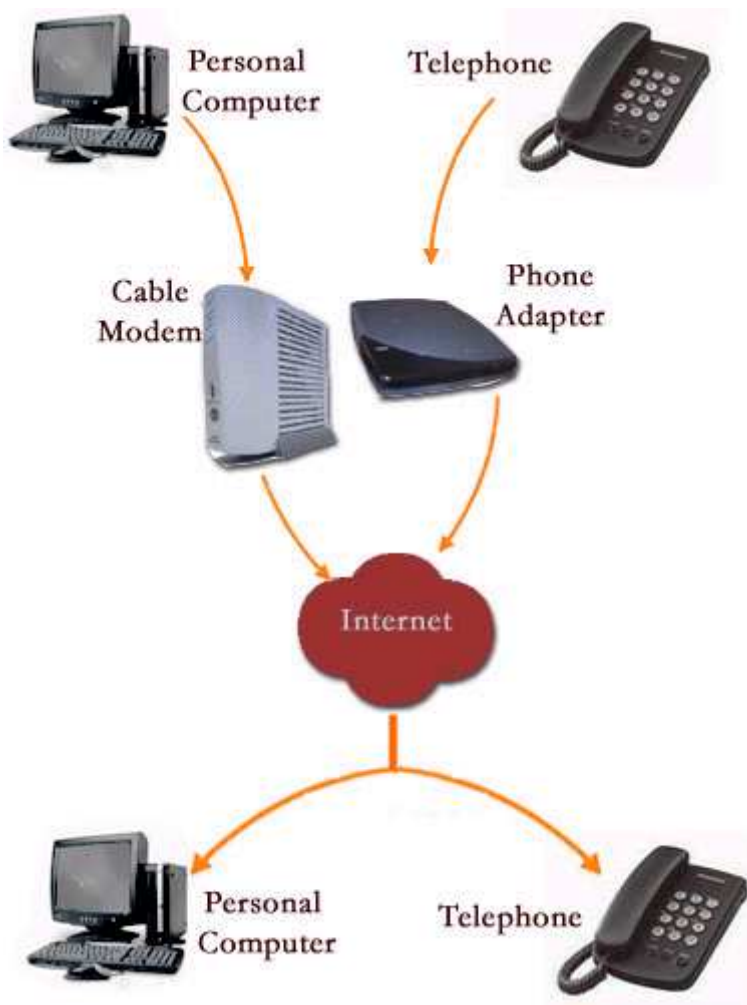 Personal
Computer
Telephone
Cable
Modem
Phone
Adapter
Internet
Personal
Computer
Telephone